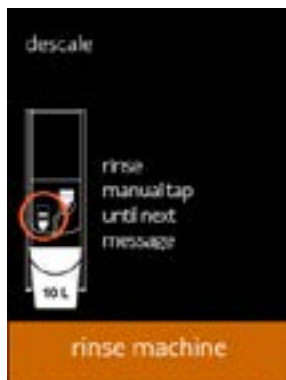 descale
rinse
manual tap
until next
message
10 L
rinse machine